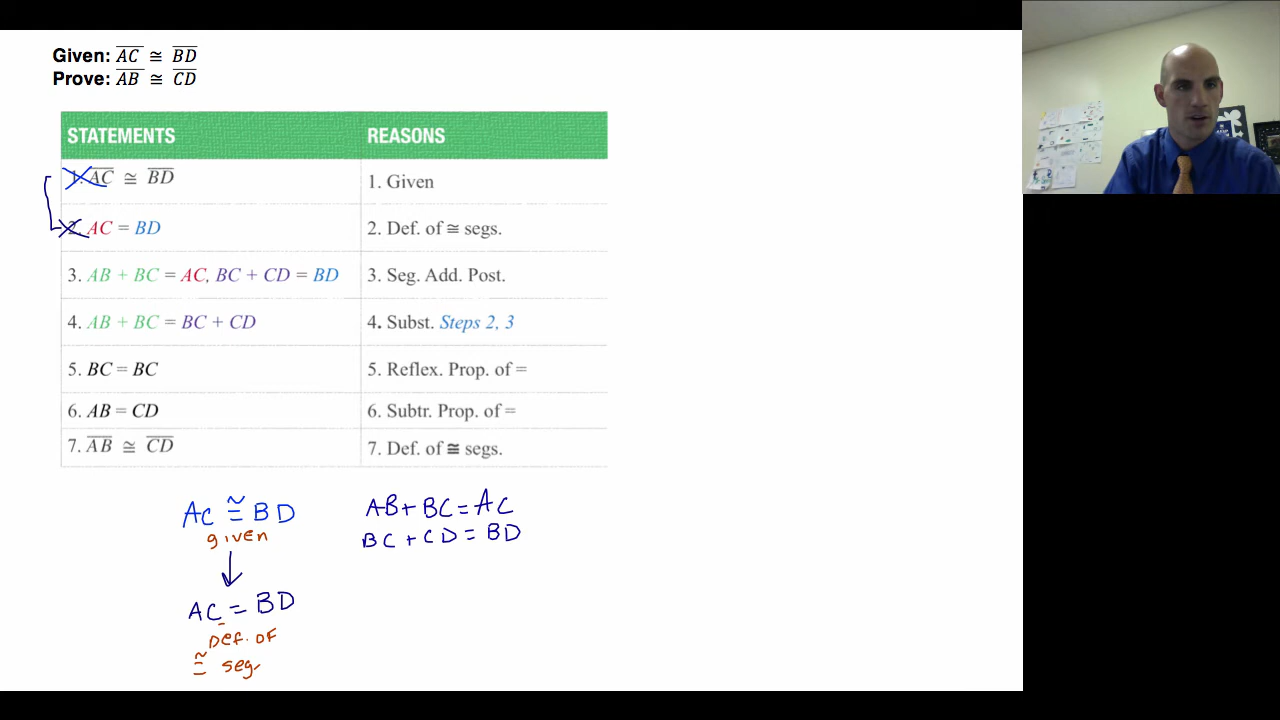 Given: AC ≅ BD
Prove: AB ≅ CD
STATEMENTS REASONS
1. AC ≅ BD 1. Given
2. AC = BD 2. Def. of ≅ segs.
3. AB + BC = AC, BC + CD = BD 3. Seg. Add. Post.
4. AB + BC = BC + CD 4. Subst. Steps 2, 3
5. BC = BC 5. Reflex. Prop. of =
6. AB = CD 6. Subtr. Prop. of =
7. AB ≅ CD 7. Def. of ≅ segs.
AC ≅ BD
given
AC = BD
Def. of
≅ seg.
AB + BC = AC
BC + CD = BD